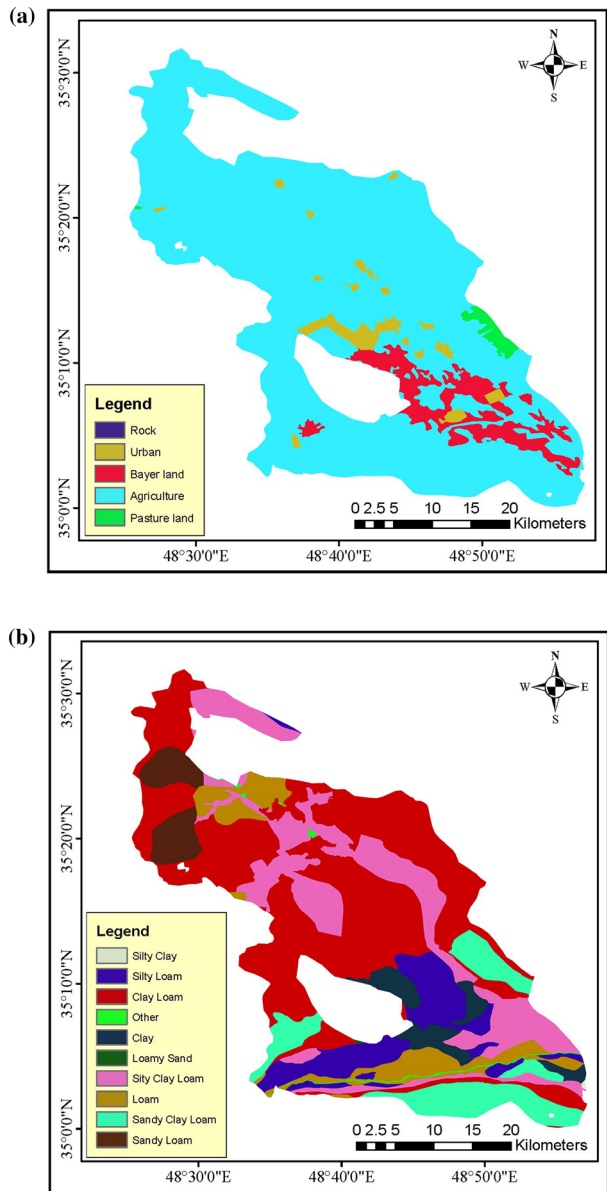 (a)
N
W E
S
35°30'0"N
35°20'0"N
35°10'0"N
35°0'0"N
Legend
Rock
Urban
Bayer land
Agriculture
Pasture land
0 2.5 5 10 15 20
Kilometers
48°30'0"E 48°40'0"E 48°50'0"E
(b)
N
W E
S
35°30'0"N
35°20'0"N
35°10'0"N
35°0'0"N
Legend
Silty Clay
Silty Loam
Clay Loam
Other
Clay
Loamy Sand
Sity Clay Loam
Loam
Sandy Clay Loam
Sandy Loam
0 2.5 5 10 15 20
Kilometers
48°30'0"E 48°40'0"E 48°50'0"E